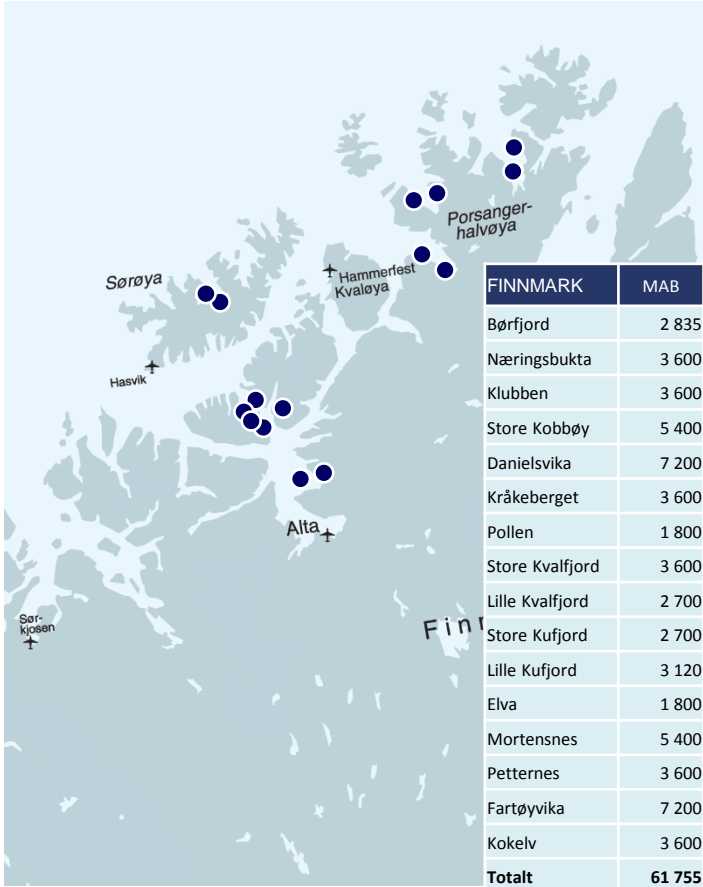 Porsanger-
halvøya
Hammerfest
Kvaløya
Sørøya
Hasvik
Alta
Sør-
kjosen
Finn
FINNMARK MAB
Børfjord 2 835
Næringsbukta 3 600
Klubben 3 600
Store Kobbøy 5 400
Danielsvika 7 200
Kråkeberget 3 600
Pollen 1 800
Store Kvalfjord 3 600
Lille Kvalfjord 2 700
Store Kufjord 2 700
Lille Kufjord 3 120
Elva 1 800
Mortensnes 5 400
Petternes 3 600
Fartøyvika 7 200
Kokelv 3 600
Totalt 61 755